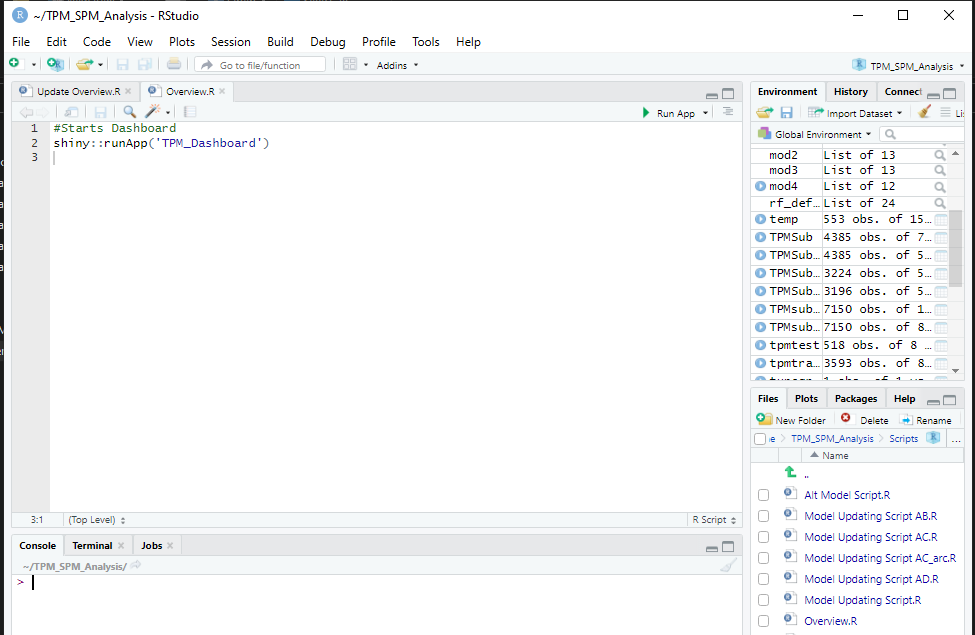 ~/TPM_SPM_Analysis - RStudio
File Edit Code View Plots Session Build Debug Profile Tools Help
Go to file/function Addins TPM_SPM_Analysis
Update Overview.R Overview.R
Run App
1 #Starts Dashboard
2 shiny::runApp('TPM_Dashboard')
3
3:1 (Top Level) R Script
Console Terminal Jobs
~/TPM_SPM_Analysis/
>
Environment History Connect
Import Dataset Li
Global Environment
mod2 List of 13
mod3 List of 13
mod4 List of 12
rf_def… List of 24
temp 553 obs. of 15…
TPMSub 4385 obs. of 7…
TPMSub… 4385 obs. of 5…
TPMSub… 3224 obs. of 5…
TPMSub… 3196 obs. of 5…
TPMsub… 7150 obs. of 1…
TPMsub… 7150 obs. of 8…
tpmtest 518 obs. of 8 …
tpmtra… 3593 obs. of 8…
Files Plots Packages Help
New Folder Delete Rename
e TPM_SPM_Analysis Scripts ...
Name
..
Alt Model Script.R
Model Updating Script AB.R
Model Updating Script AC.R
Model Updating Script AC_arc.R
Model Updating Script AD.R
Model Updating Script.R
Overview.R